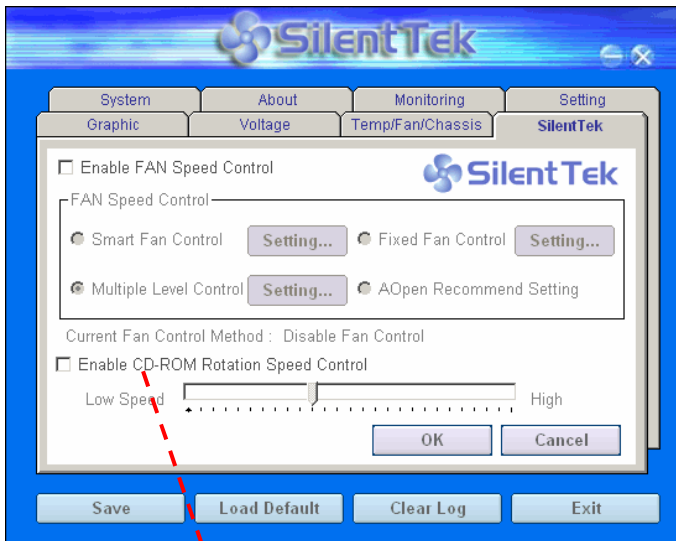 SilentTek
System About Monitoring Setting
Graphic Voltage Temp/Fan/Chassis SilentTek
Enable FAN Speed Control
SilentTek
FAN Speed Control
Smart Fan Control Setting... Fixed Fan Control Setting...
Multiple Level Control Setting... AOpen Recommend Setting
Current Fan Control Method : Disable Fan Control
Enable CD-ROM Rotation Speed Control
Low Speed High
OK Cancel
Save Load Default Clear Log Exit